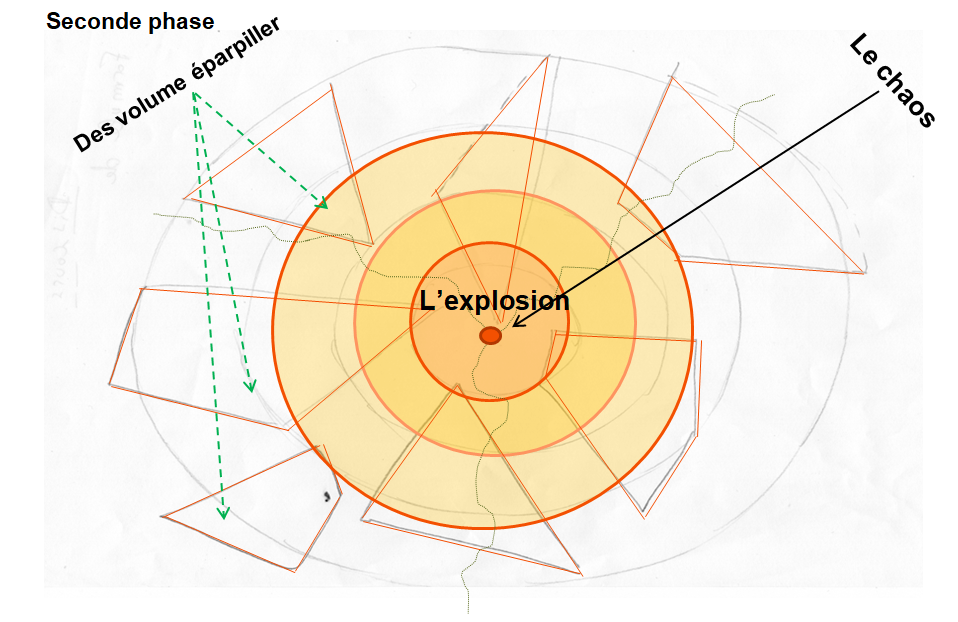 Seconde phase
Des volume éparpiller
Le chaos
L'explosion